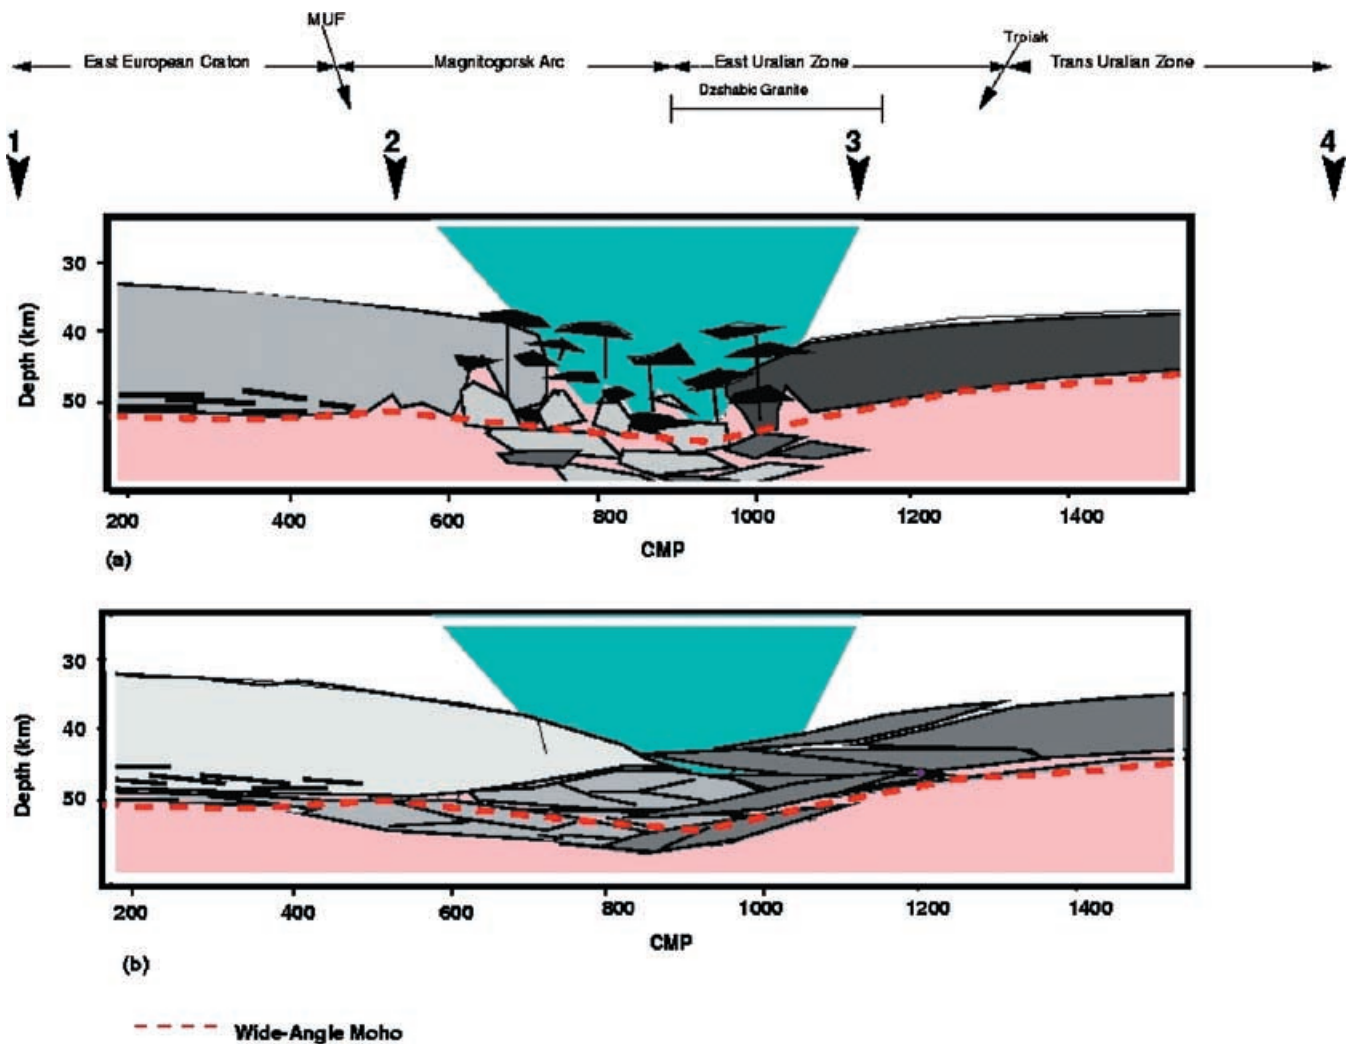 MUF
Troisk
East European Craton
Magnitogorsk Arc
East Uralian Zone
Trans Uralian Zone
Dzshabic Granite
1
2
3
4
Depth (km)
30
40
50
200
400
600
800
1000
1200
1400
CMP
(a)
Depth (km)
30
40
50
200
400
600
800
1000
1200
1400
CMP
(b)
Wide-Angle Moho